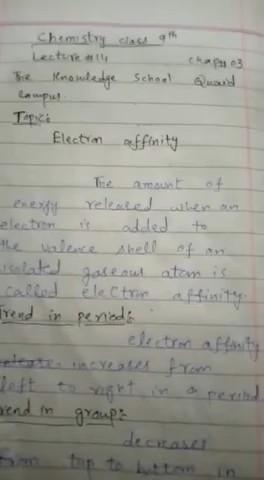 Chemistry class 9th
Lecture #14 Chapt 03
The Knowledge School Quaid
campus.
Topic:
Electron affinity
The amount of
energy released when an
electron is added to
the valence shell of an
isolated gaseous atom is
called electron affinity.
Trend in period:
electron affinity
increases from
left to right in a period.
rend in group:
decreases
from top to bottom in